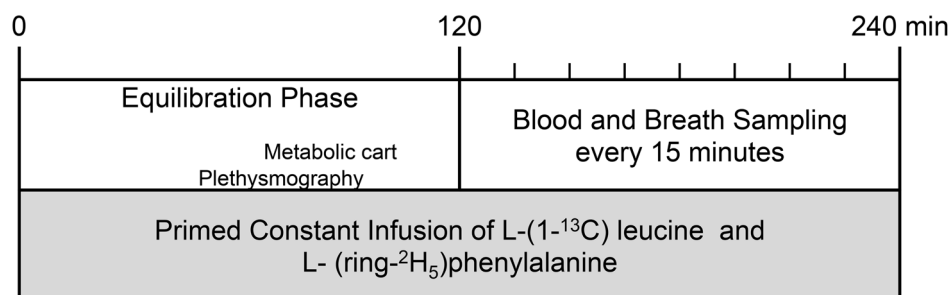 0 120 240 min
Equilibration Phase
Metabolic cart
Plethysmography
Blood and Breath Sampling
every 15 minutes
Primed Constant Infusion of L-(1-¹³C) leucine and
L- (ring-²H₅)phenylalanine